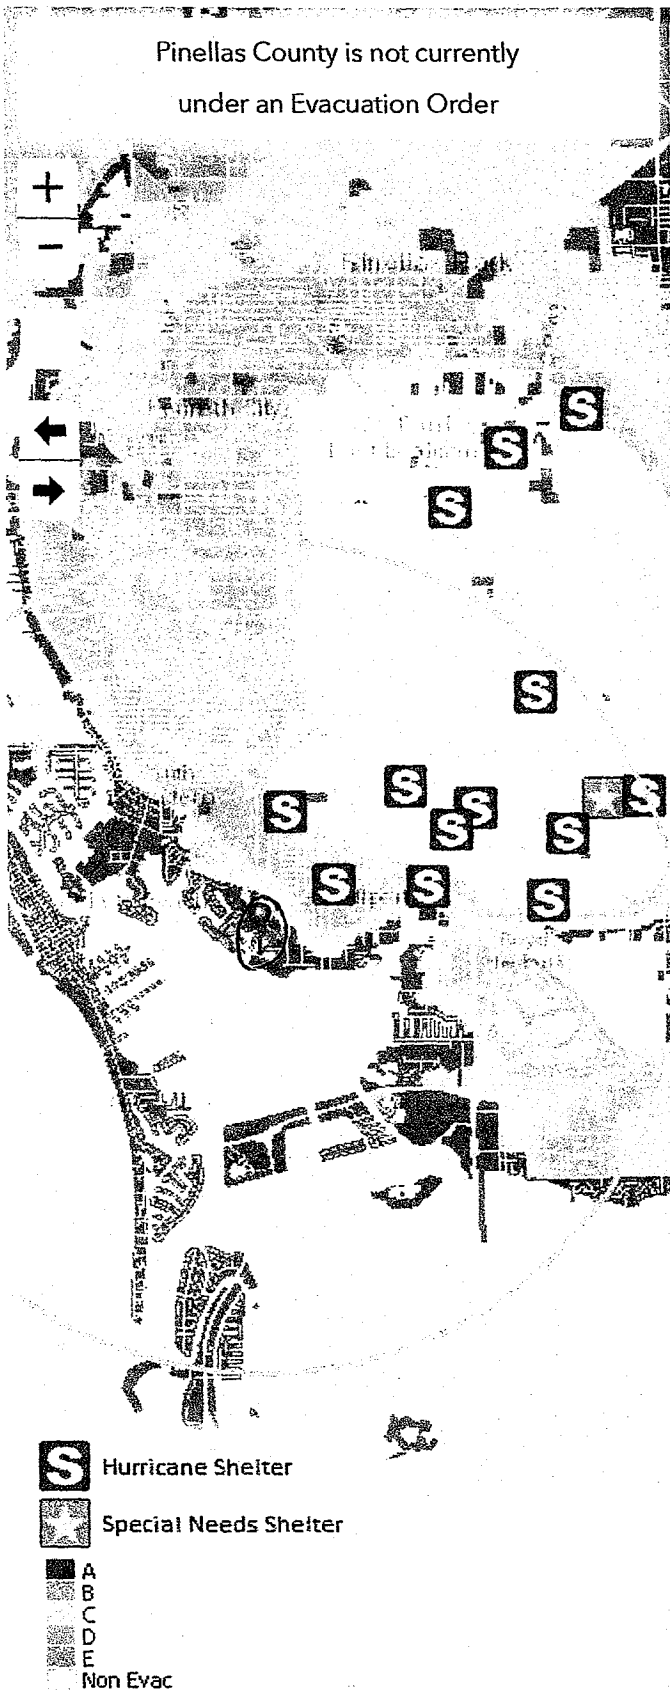 Pinellas County is not currently
under an Evacuation Order
+
−
S
S
S
S
S
S
S
S
S
S
S
S
S
S Hurricane Shelter
Special Needs Shelter
A
B
C
D
E
Non Evac